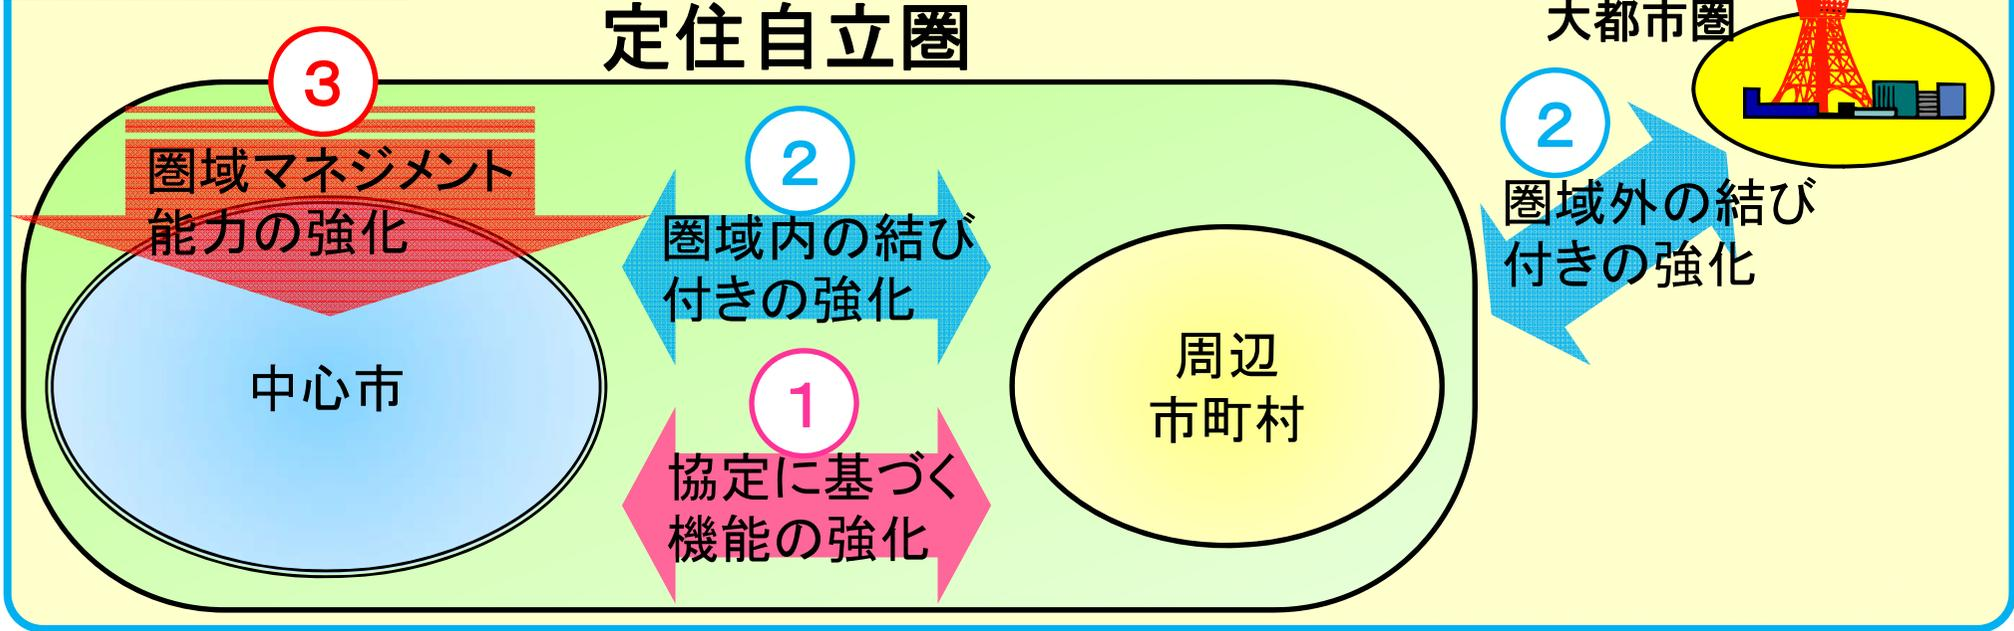 定住自立圏
大都市圏
3
圏域マネジメント
能力の強化
2
圏域内の結び
付きの強化
2
圏域外の結び
付きの強化
中心市
1
協定に基づく
機能の強化
周辺
市町村